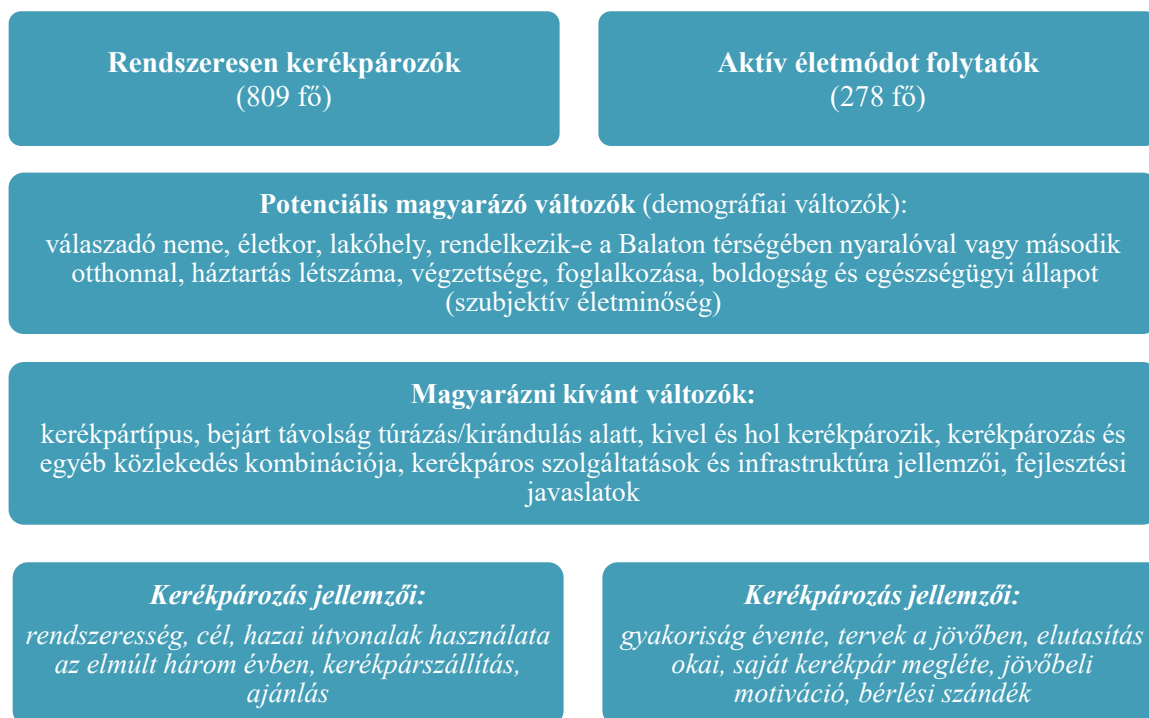 Rendszeresen kerékpározók
(809 fő)
Aktív életmódot folytatók
(278 fő)
Potenciális magyarázó változók (demográfiai változók):
válaszadó neme, életkor, lakóhely, rendelkezik-e a Balaton térségében nyaralóval vagy második
otthonnal, háztartás létszáma, végzettsége, foglalkozása, boldogság és egészségügyi állapot
(szubjektív életminőség)
Magyarázni kívánt változók:
kerékpártípus, bejárt távolság túrázás/kirándulás alatt, kivel és hol kerékpározik, kerékpározás és
egyéb közlekedés kombinációja, kerékpáros szolgáltatások és infrastruktúra jellemzői, fejlesztési
javaslatok
Kerékpározás jellemzői:
rendszeresség, cél, hazai útvonalak használata
az elmúlt három évben, kerékpárszállítás,
ajánlás
Kerékpározás jellemzői:
gyakoriság évente, tervek a jövőben, elutasítás
okai, saját kerékpár megléte, jövőbeli
motiváció, bérlési szándék